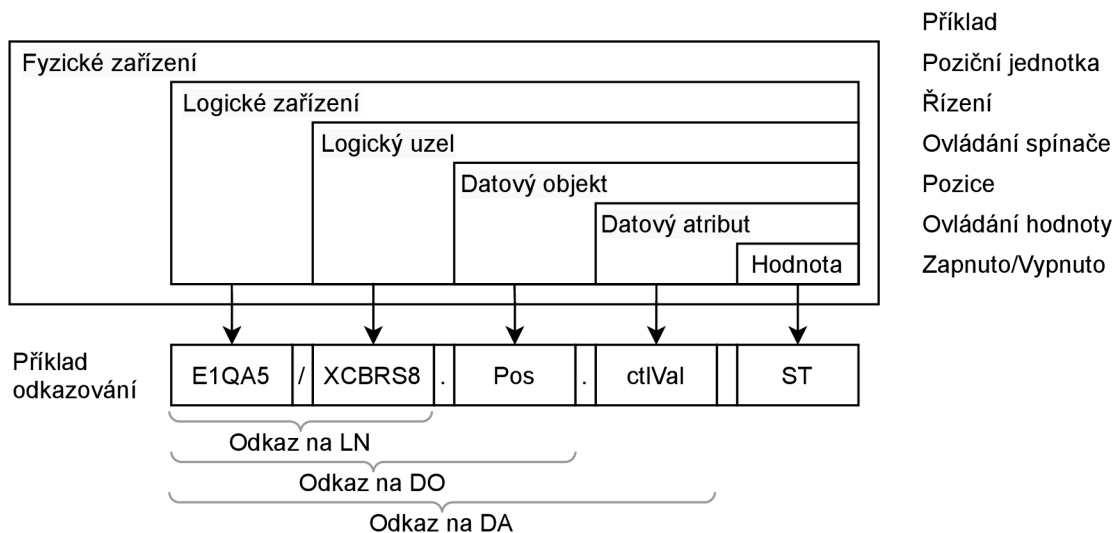 Příklad
Fyzické zařízení Poziční jednotka
Logické zařízení Řízení
Logický uzel Ovládání spínače
Datový objekt Pozice
Datový atribut Ovládání hodnoty
Hodnota Zapnuto/Vypnuto
Příklad
odkazování
E1QA5 / XCBRS8 . Pos . ctlVal ST
Odkaz na LN
Odkaz na DO
Odkaz na DA